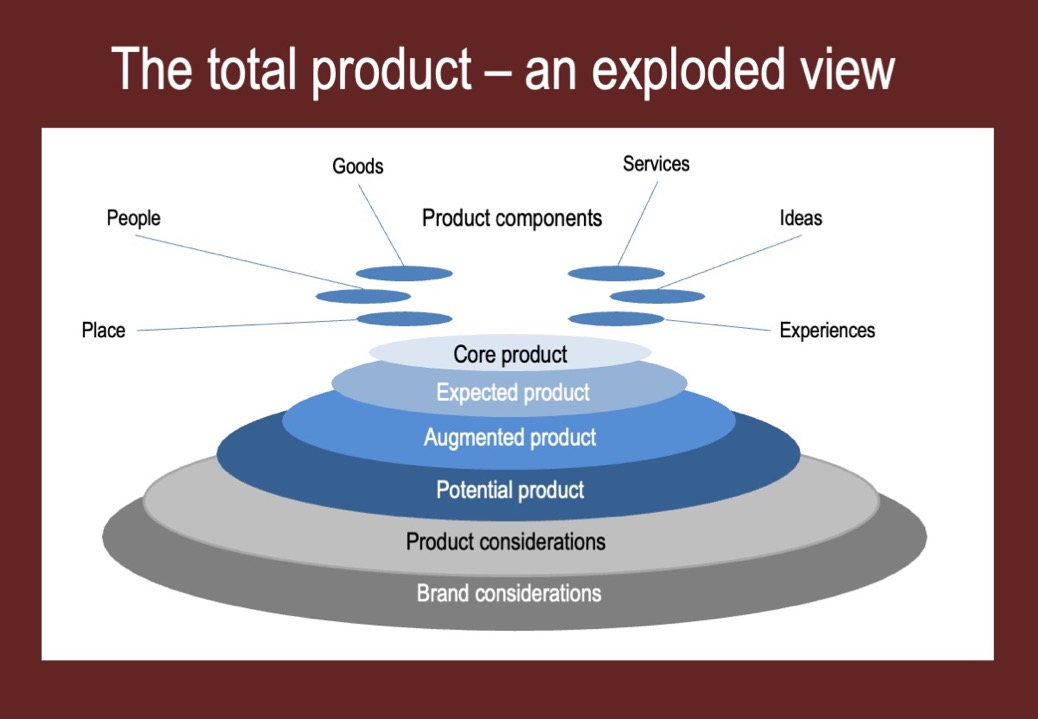 The total product – an exploded view
Goods
Services
People
Product components
Ideas
Place
Experiences
Core product
Expected product
Augmented product
Potential product
Product considerations
Brand considerations